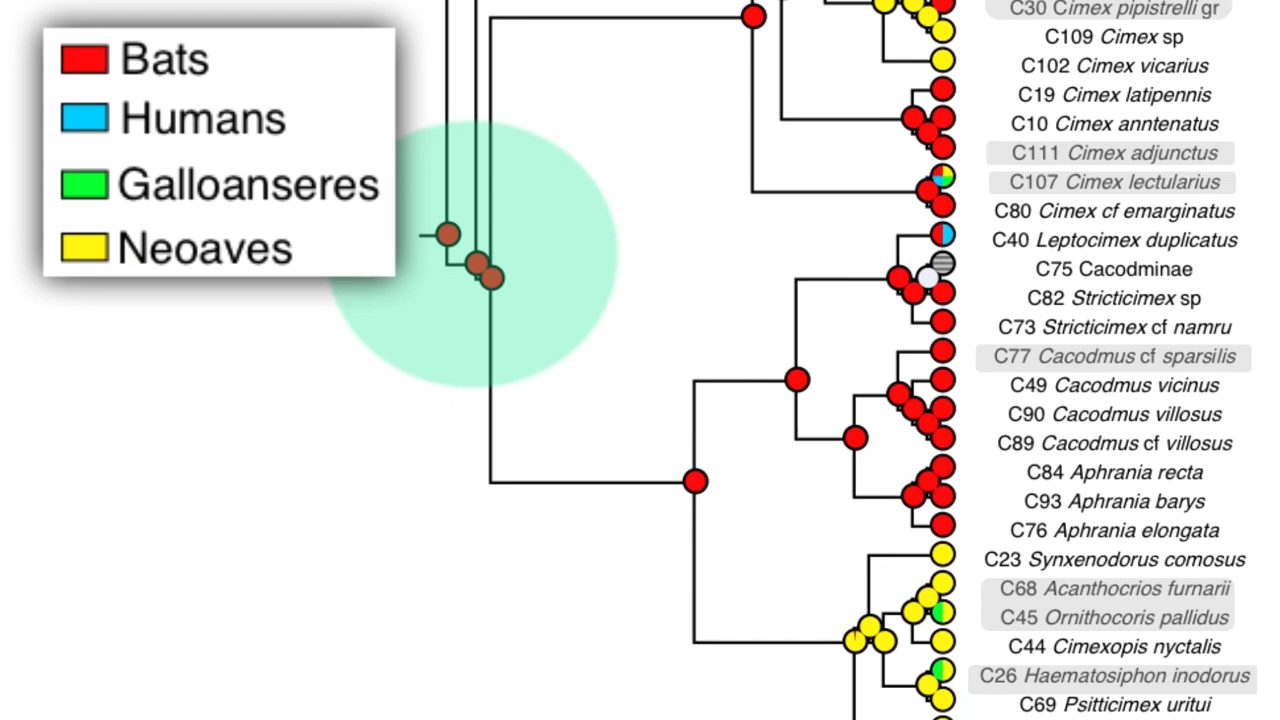 Bats
Humans
Galloanseres
Neoaves
C30 Cimex pipistrelli gr
C109 Cimex sp
C102 Cimex vicarius
C19 Cimex latipennis
C10 Cimex anntenatus
C111 Cimex adjunctus
C107 Cimex lectularius
C80 Cimex cf emarginatus
C40 Leptocimex duplicatus
C75 Cacodminae
C82 Stricticimex sp
C73 Stricticimex cf namru
C77 Cacodmus cf sparsilis
C49 Cacodmus vicinus
C90 Cacodmus villosus
C89 Cacodmus cf villosus
C84 Aphrania recta
C93 Aphrania barys
C76 Aphrania elongata
C23 Synxenodorus comosus
C68 Acanthocrios furnarii
C45 Ornithocoris pallidus
C44 Cimexopis nyctalis
C26 Haematosiphon inodorus
C69 Psitticimex uritui